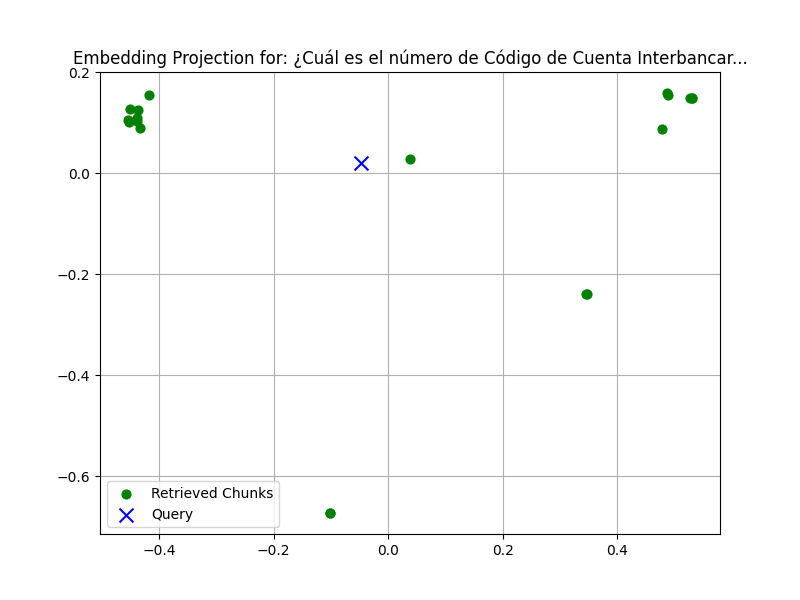 Embedding Projection for: ¿Cuál es el número de Código de Cuenta Interbancar...
0.2
0.0
−0.2
−0.4
−0.6
Retrieved Chunks
Query
−0.4 −0.2 0.0 0.2 0.4